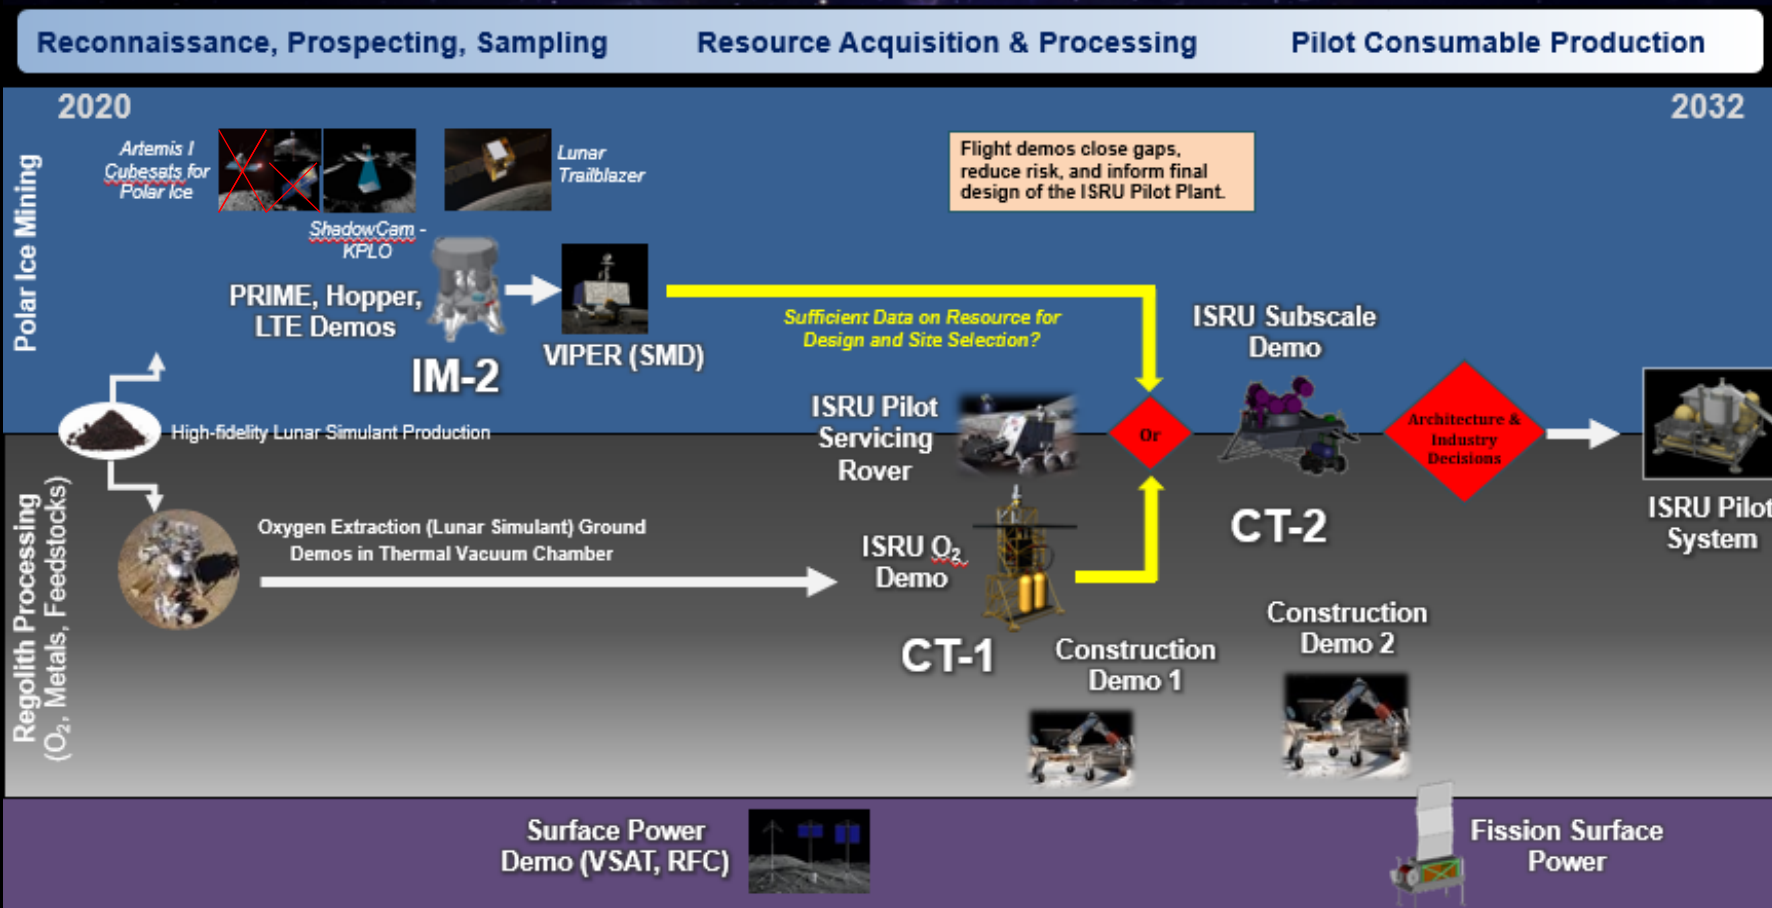 Reconnaissance, Prospecting, Sampling
Resource Acquisition & Processing
Pilot Consumable Production
2020
2032
Polar Ice Mining
Artemis I
Cubesats for
Polar Ice
ShadowCam -
KPLO
Lunar
Trailblazer
Flight demos close gaps,
reduce risk, and inform final
design of the ISRU Pilot Plant.
PRIME, Hopper,
LTE Demos
IM-2
VIPER (SMD)
Sufficient Data on Resource for
Design and Site Selection?
ISRU Subscale
Demo
High-fidelity Lunar Simulant Production
ISRU Pilot
Servicing
Rover
Or
CT-2
Architecture &
Industry
Decisions
ISRU Pilot
System
Regolith Processing
(O₂, Metals, Feedstocks)
Oxygen Extraction (Lunar Simulant) Ground
Demos in Thermal Vacuum Chamber
ISRU O₂
Demo
CT-1
Construction
Demo 1
Construction
Demo 2
Surface Power
Demo (VSAT, RFC)
Fission Surface
Power